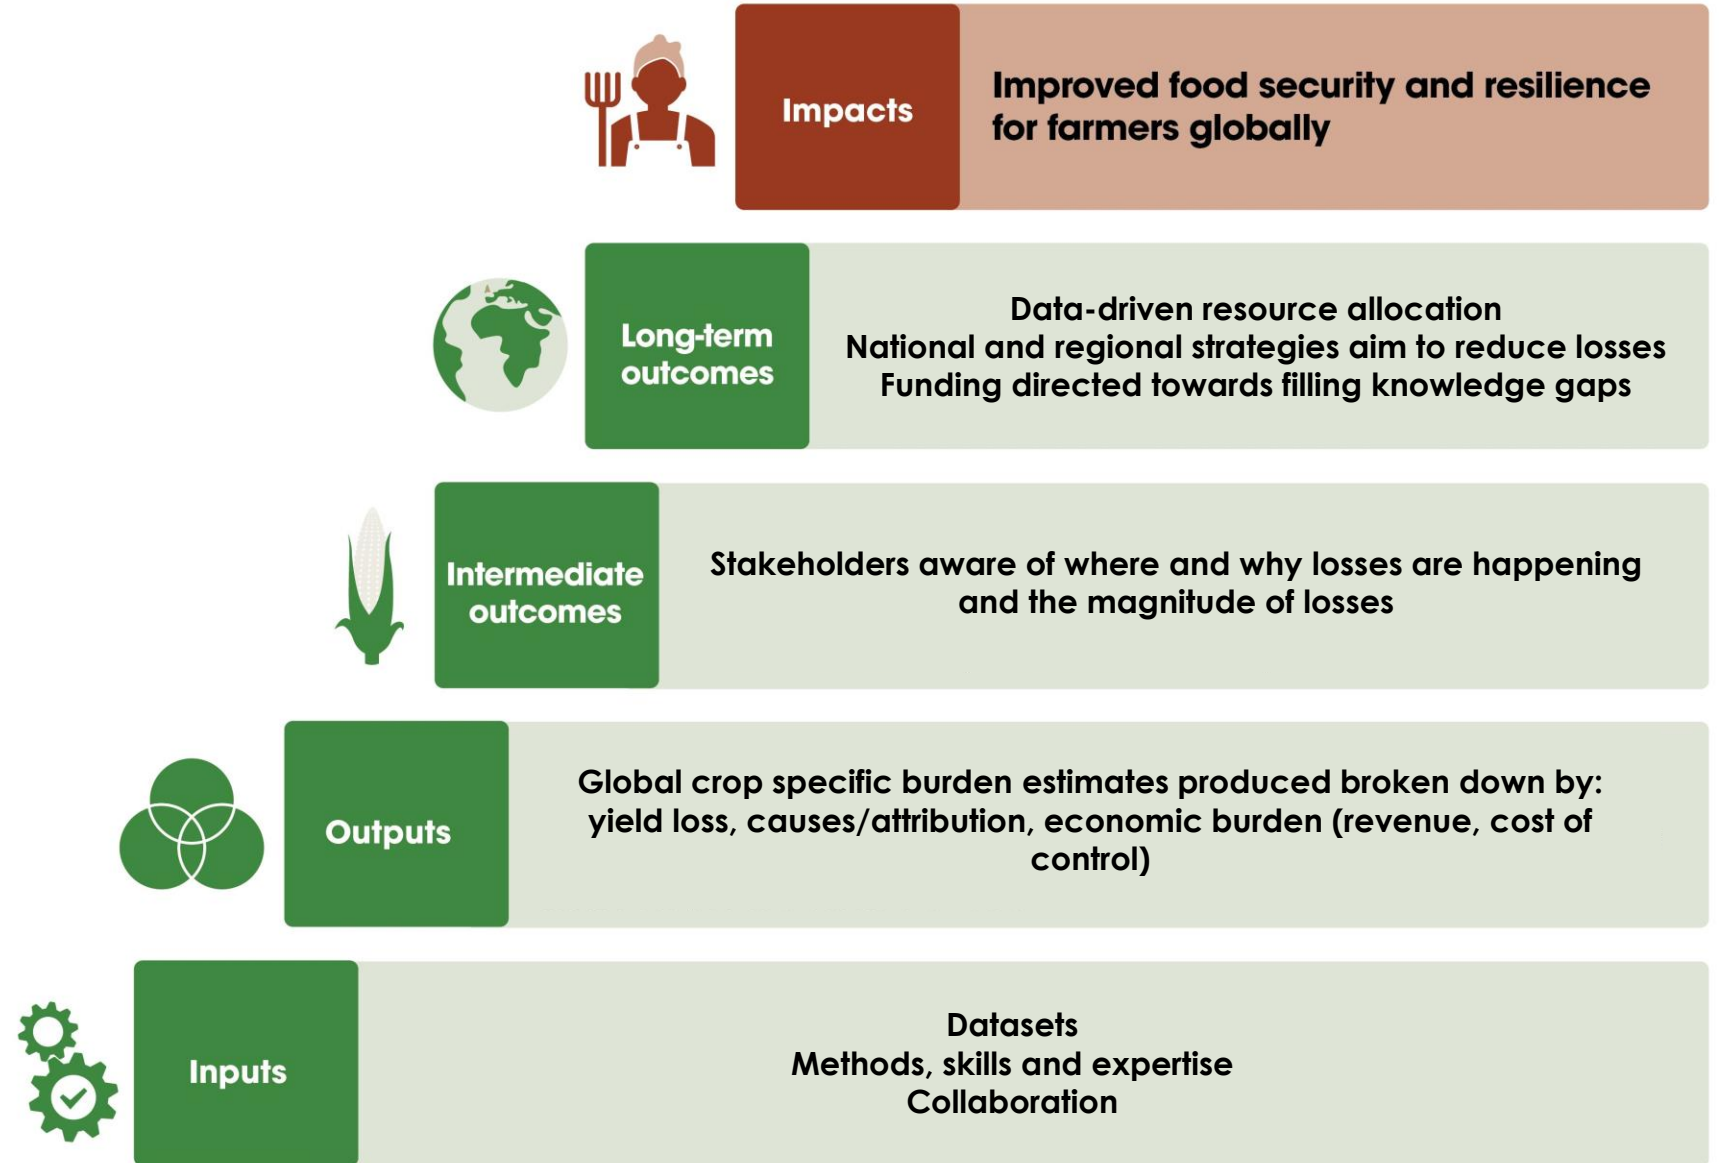 Impacts
Improved food security and resilience
for farmers globally
Long-term
outcomes
Data-driven resource allocation
National and regional strategies aim to reduce losses
Funding directed towards filling knowledge gaps
Intermediate
outcomes
Stakeholders aware of where and why losses are happening
and the magnitude of losses
Outputs
Global crop specific burden estimates produced broken down by:
yield loss, causes/attribution, economic burden (revenue, cost of
control)
Inputs
Datasets
Methods, skills and expertise
Collaboration